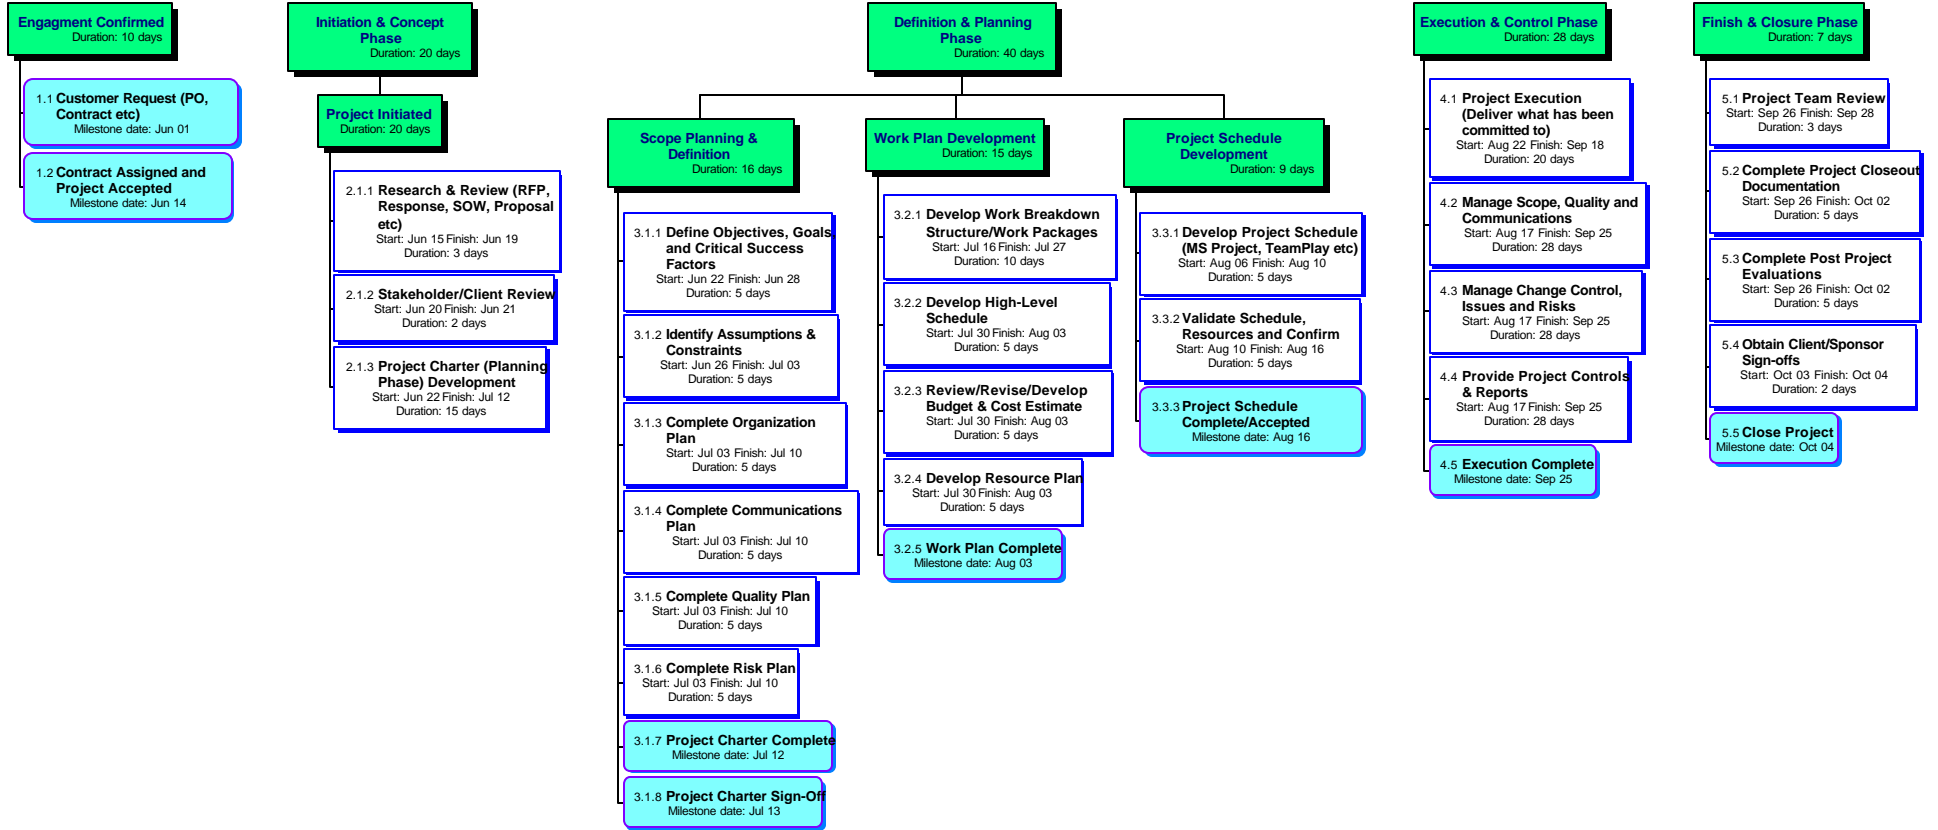 Engagment Confirmed
Duration: 10 days
1.1 Customer Request (PO,
Contract etc)
Milestone date: Jun 01
1.2 Contract Assigned and
Project Accepted
Milestone date: Jun 14
Initiation & Concept
Phase
Duration: 20 days
Project Initiated
Duration: 20 days
2.1.1 Research & Review (RFP,
Response, SOW, Proposal
etc)
Start: Jun 15 Finish: Jun 19
Duration: 3 days
2.1.2 Stakeholder/Client Review
Start: Jun 20 Finish: Jun 21
Duration: 2 days
2.1.3 Project Charter (Planning
Phase) Development
Start: Jun 22 Finish: Jul 12
Duration: 15 days
Definition & Planning
Phase
Duration: 40 days
Scope Planning &
Definition
Duration: 16 days
3.1.1 Define Objectives, Goals,
and Critical Success
Factors
Start: Jun 22 Finish: Jun 28
Duration: 5 days
3.1.2 Identify Assumptions &
Constraints
Start: Jun 26 Finish: Jul 03
Duration: 5 days
3.1.3 Complete Organization
Plan
Start: Jul 03 Finish: Jul 10
Duration: 5 days
3.1.4 Complete Communications
Plan
Start: Jul 03 Finish: Jul 10
Duration: 5 days
3.1.5 Complete Quality Plan
Start: Jul 03 Finish: Jul 10
Duration: 5 days
3.1.6 Complete Risk Plan
Start: Jul 03 Finish: Jul 10
Duration: 5 days
3.1.7 Project Charter Complete
Milestone date: Jul 12
3.1.8 Project Charter Sign-Off
Milestone date: Jul 13
Work Plan Development
Duration: 15 days
3.2.1 Develop Work Breakdown
Structure/Work Packages
Start: Jul 16 Finish: Jul 27
Duration: 10 days
3.2.2 Develop High-Level
Schedule
Start: Jul 30 Finish: Aug 03
Duration: 5 days
3.2.3 Review/Revise/Develop
Budget & Cost Estimate
Start: Jul 30 Finish: Aug 03
Duration: 5 days
3.2.4 Develop Resource Plan
Start: Jul 30 Finish: Aug 03
Duration: 5 days
3.2.5 Work Plan Complete
Milestone date: Aug 03
Project Schedule
Development
Duration: 9 days
3.3.1 Develop Project Schedule
(MS Project, TeamPlay etc)
Start: Aug 06 Finish: Aug 10
Duration: 5 days
3.3.2 Validate Schedule,
Resources and Confirm
Start: Aug 10 Finish: Aug 16
Duration: 5 days
3.3.3 Project Schedule
Complete/Accepted
Milestone date: Aug 16
Execution & Control Phase
Duration: 28 days
4.1 Project Execution
(Deliver what has been
committed to)
Start: Aug 22 Finish: Sep 18
Duration: 20 days
4.2 Manage Scope, Quality and
Communications
Start: Aug 17 Finish: Sep 25
Duration: 28 days
4.3 Manage Change Control,
Issues and Risks
Start: Aug 17 Finish: Sep 25
Duration: 28 days
4.4 Provide Project Controls
& Reports
Start: Aug 17 Finish: Sep 25
Duration: 28 days
4.5 Execution Complete
Milestone date: Sep 25
Finish & Closure Phase
Duration: 7 days
5.1 Project Team Review
Start: Sep 26 Finish: Sep 28
Duration: 3 days
5.2 Complete Project Closeout
Documentation
Start: Sep 26 Finish: Oct 02
Duration: 5 days
5.3 Complete Post Project
Evaluations
Start: Sep 26 Finish: Oct 02
Duration: 5 days
5.4 Obtain Client/Sponsor
Sign-offs
Start: Oct 03 Finish: Oct 04
Duration: 2 days
5.5 Close Project
Milestone date: Oct 04